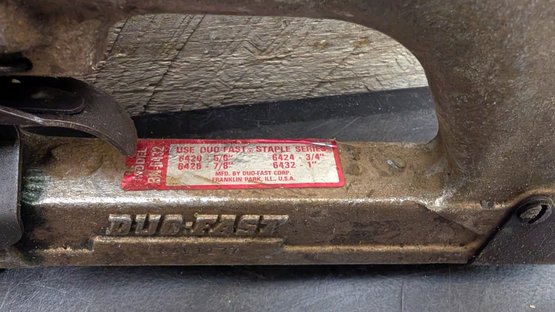 MODEL
USE DUO-FAST STAPLE SERIES
6420 - 5/8" 6424 - 3/4"
6428 - 7/8" 6432 - 1"
MFD. BY DUO-FAST CORP.
FRANKLIN PARK, ILL., U.S.A.
DUO-FAST